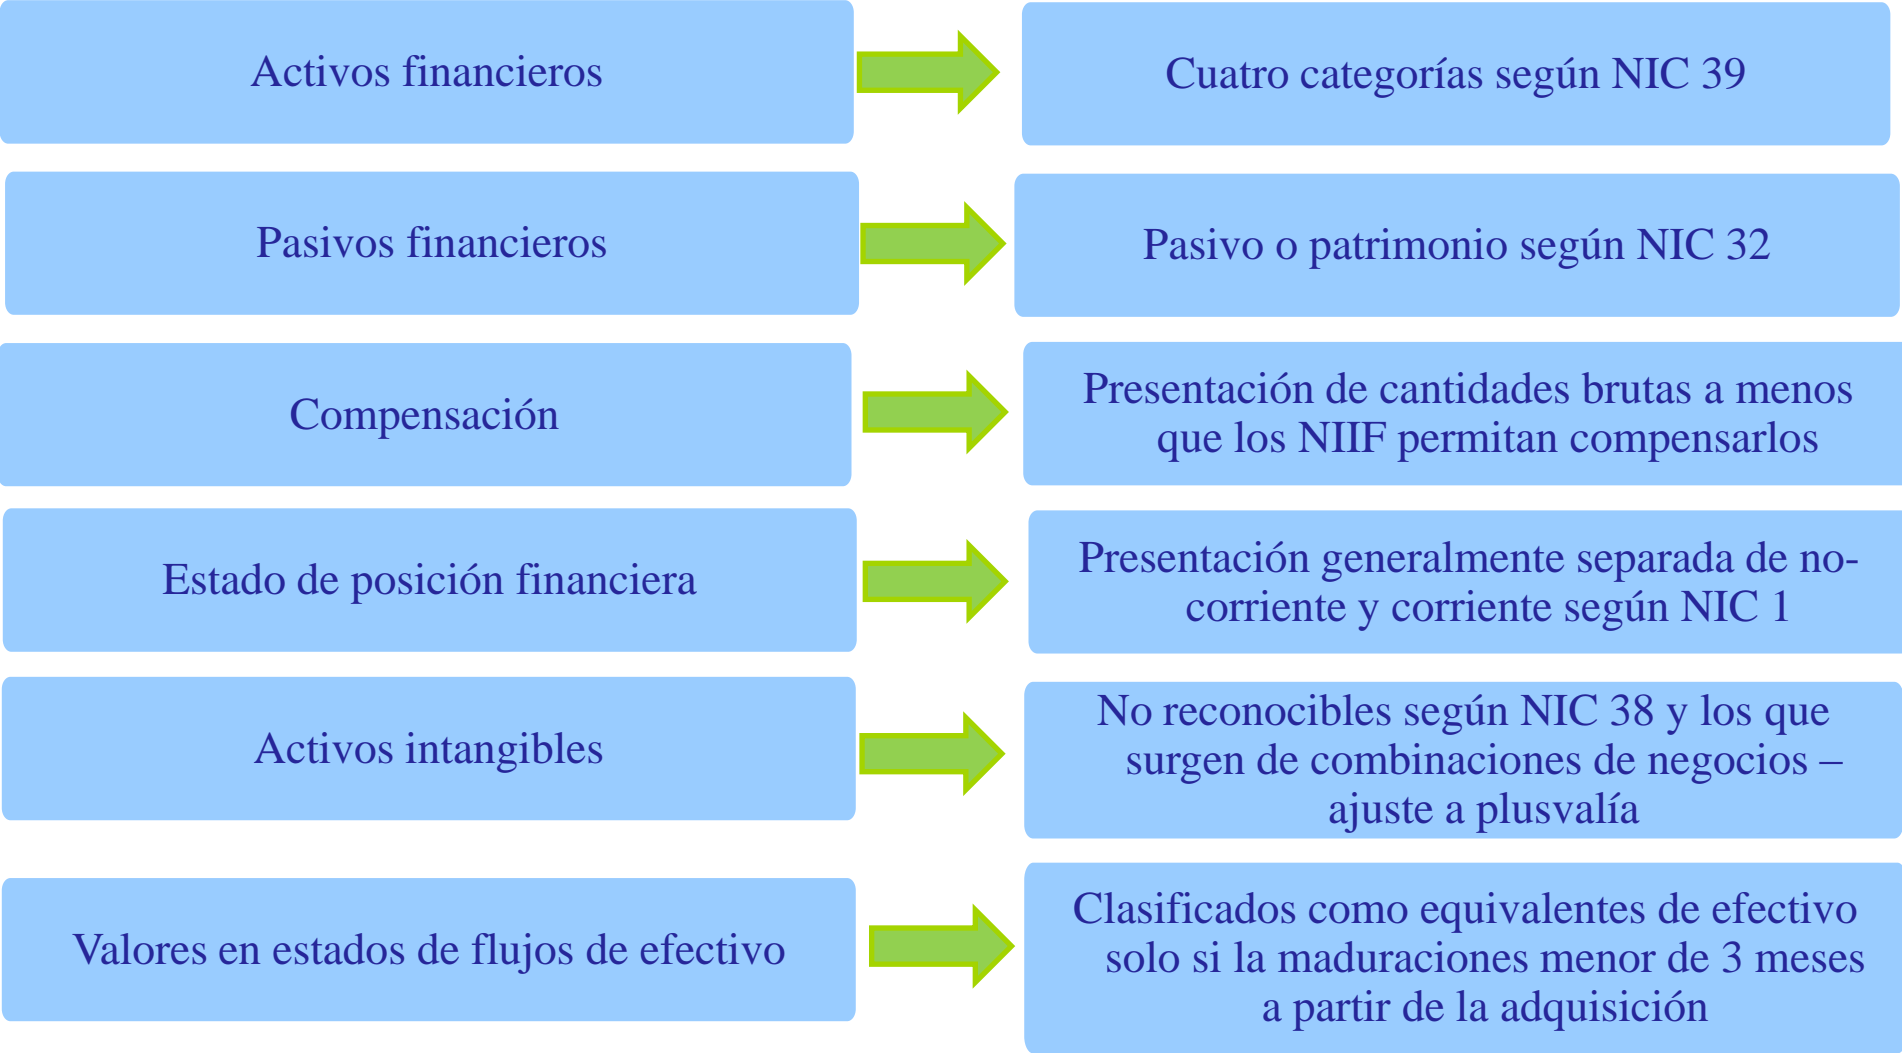 Activos financieros
Cuatro categorías según NIC 39
Pasivos financieros
Pasivo o patrimonio según NIC 32
Compensación
Presentación de cantidades brutas a menos
que los NIIF permitan compensarlos
Estado de posición financiera
Presentación generalmente separada de no-
corriente y corriente según NIC 1
Activos intangibles
No reconocibles según NIC 38 y los que
surgen de combinaciones de negocios –
ajuste a plusvalía
Valores en estados de flujos de efectivo
Clasificados como equivalentes de efectivo
solo si la maduraciones menor de 3 meses
a partir de la adquisición